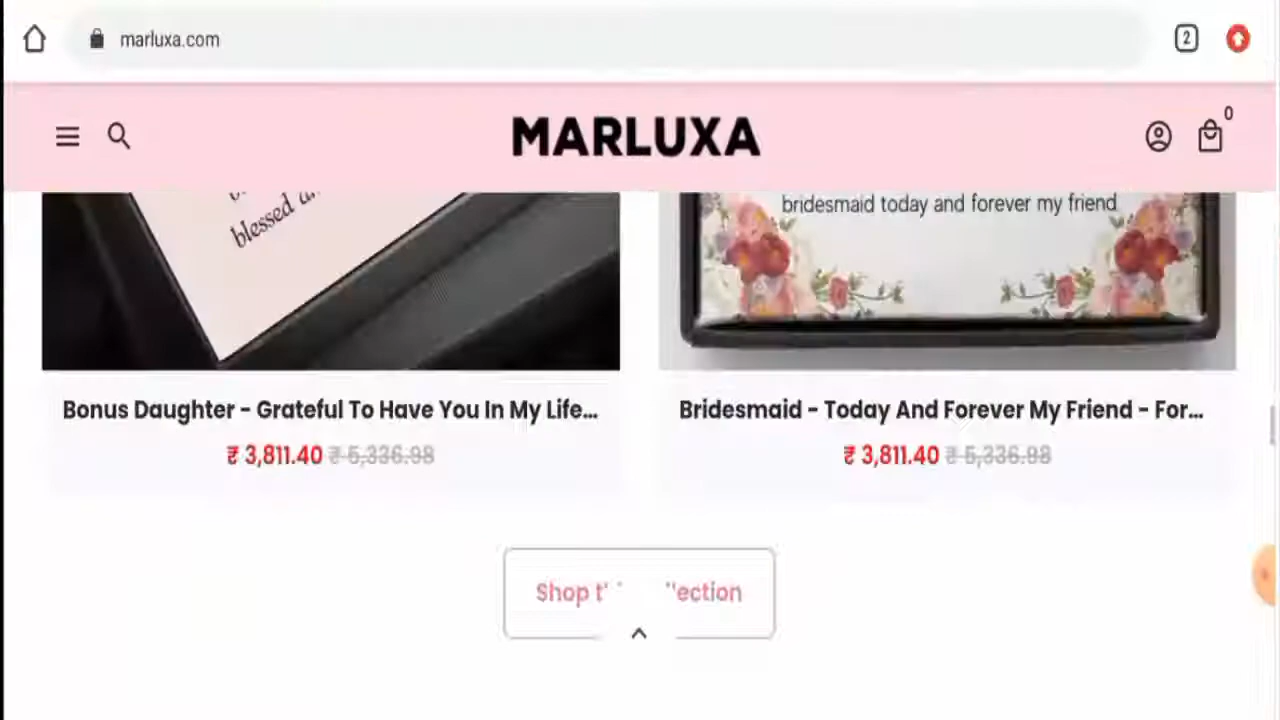 marluxa.com
2
MARLUXA
0
blessed
bridesmaid today and forever my friend
Bonus Daughter - Grateful To Have You In My Life...
Bridesmaid - Today And Forever My Friend - For...
₹ 3,811.40 ₹ 5,336.98
₹ 3,811.40 ₹ 5,336.98
Shop